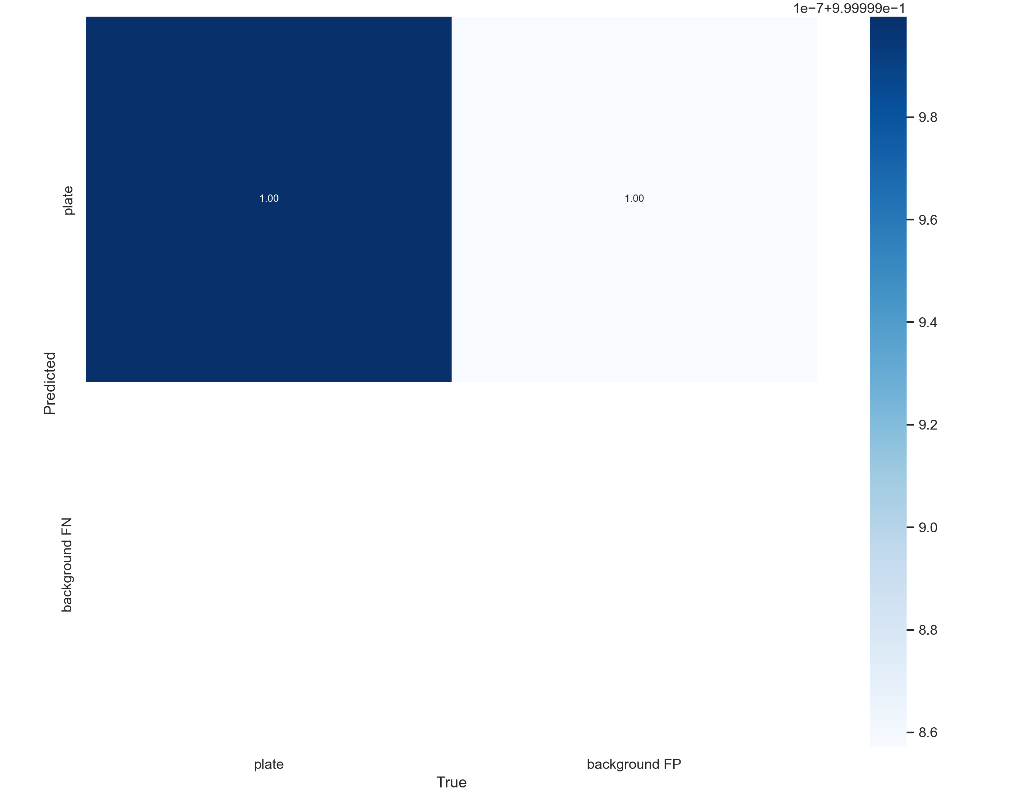 1e−7+9.99999e−1
plate
1.00
1.00
Predicted
background FN
plate
background FP
True
9.8
9.6
9.4
9.2
9.0
8.8
8.6